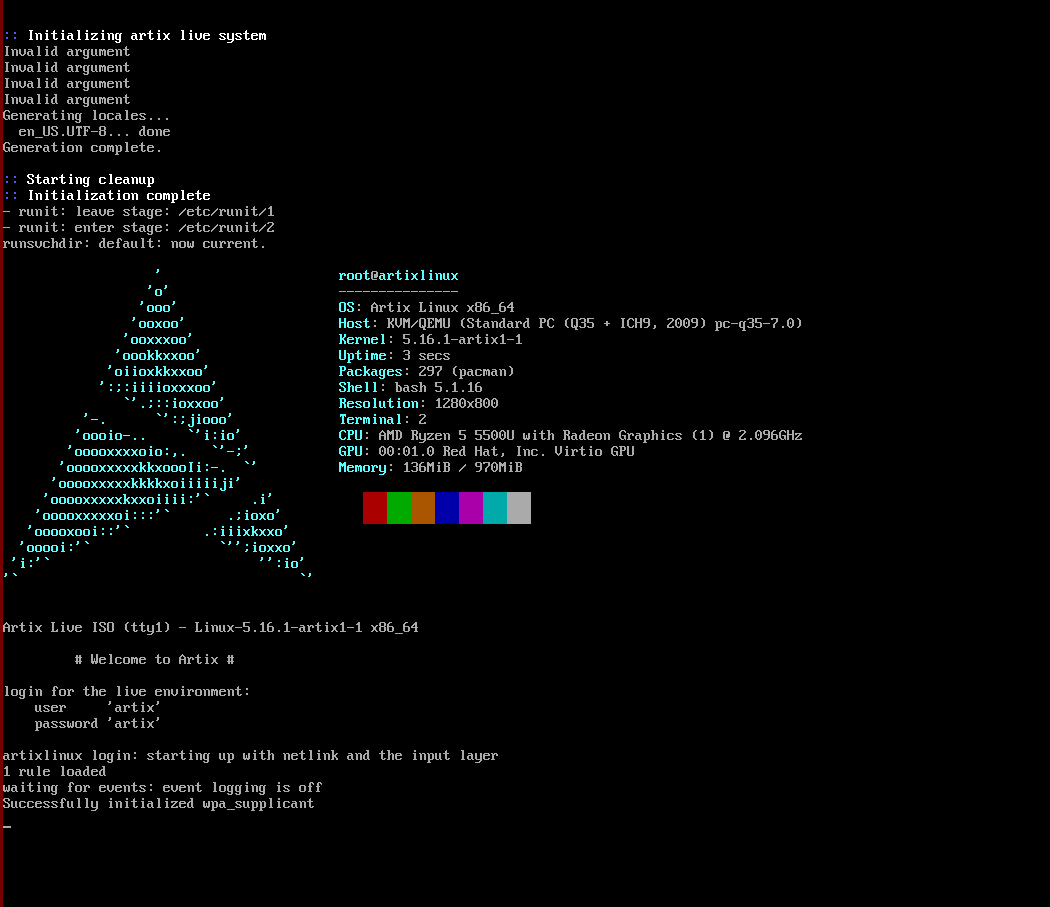 :: Initializing artix live system
Invalid argument
Invalid argument
Invalid argument
Invalid argument
Generating locales...
  en_US.UTF-8... done
Generation complete.

:: Starting cleanup
:: Initialization complete
- runit: leave stage: /etc/runit/1
- runit: enter stage: /etc/runit/2
runsvchdir: default: now current.

                   '                      root@artixlinux
                  'o'                     ---------------
                 'ooo'                    OS: Artix Linux x86_64
                'ooxoo'                   Host: KVM/QEMU (Standard PC (Q35 + ICH9, 2009) pc-q35-7.0)
               'ooxxxoo'                  Kernel: 5.16.1-artix1-1
              'oookkxxoo'                 Uptime: 3 secs
             'oiioxkkxxoo'                Packages: 297 (pacman)
            ':;:iiiioxxxoo'               Shell: bash 5.1.16
               `'.;::ioxxoo'              Resolution: 1280x800
          '-.      `':;jiooo'             Terminal: 2
         'oooio-..     `'i:io'            CPU: AMD Ryzen 5 5500U with Radeon Graphics (1) @ 2.096GHz
        'ooooxxxxoio:,.   `'-;'           GPU: 00:01.0 Red Hat, Inc. Virtio GPU
       'ooooxxxxxkkxoooIi:-.  `'          Memory: 136MiB / 970MiB
      'ooooxxxxxkkkkxoiiiiiji'
     'ooooxxxxxkxxoiiii:'`     .i'
    'ooooxxxxxoi:::'`       .;ioxo'
   'ooooxooi::'`         .:iiixkxxo'
  'ooooi:'`                `'';ioxxo'
 'i:'`                          '':io'
'`                                   `'

Artix Live ISO (tty1) - Linux-5.16.1-artix1-1 x86_64

         # Welcome to Artix #

login for the live environment:
    user     'artix'
    password 'artix'

artixlinux login: starting up with netlink and the input layer
1 rule loaded
waiting for events: event logging is off
Successfully initialized wpa_supplicant
_